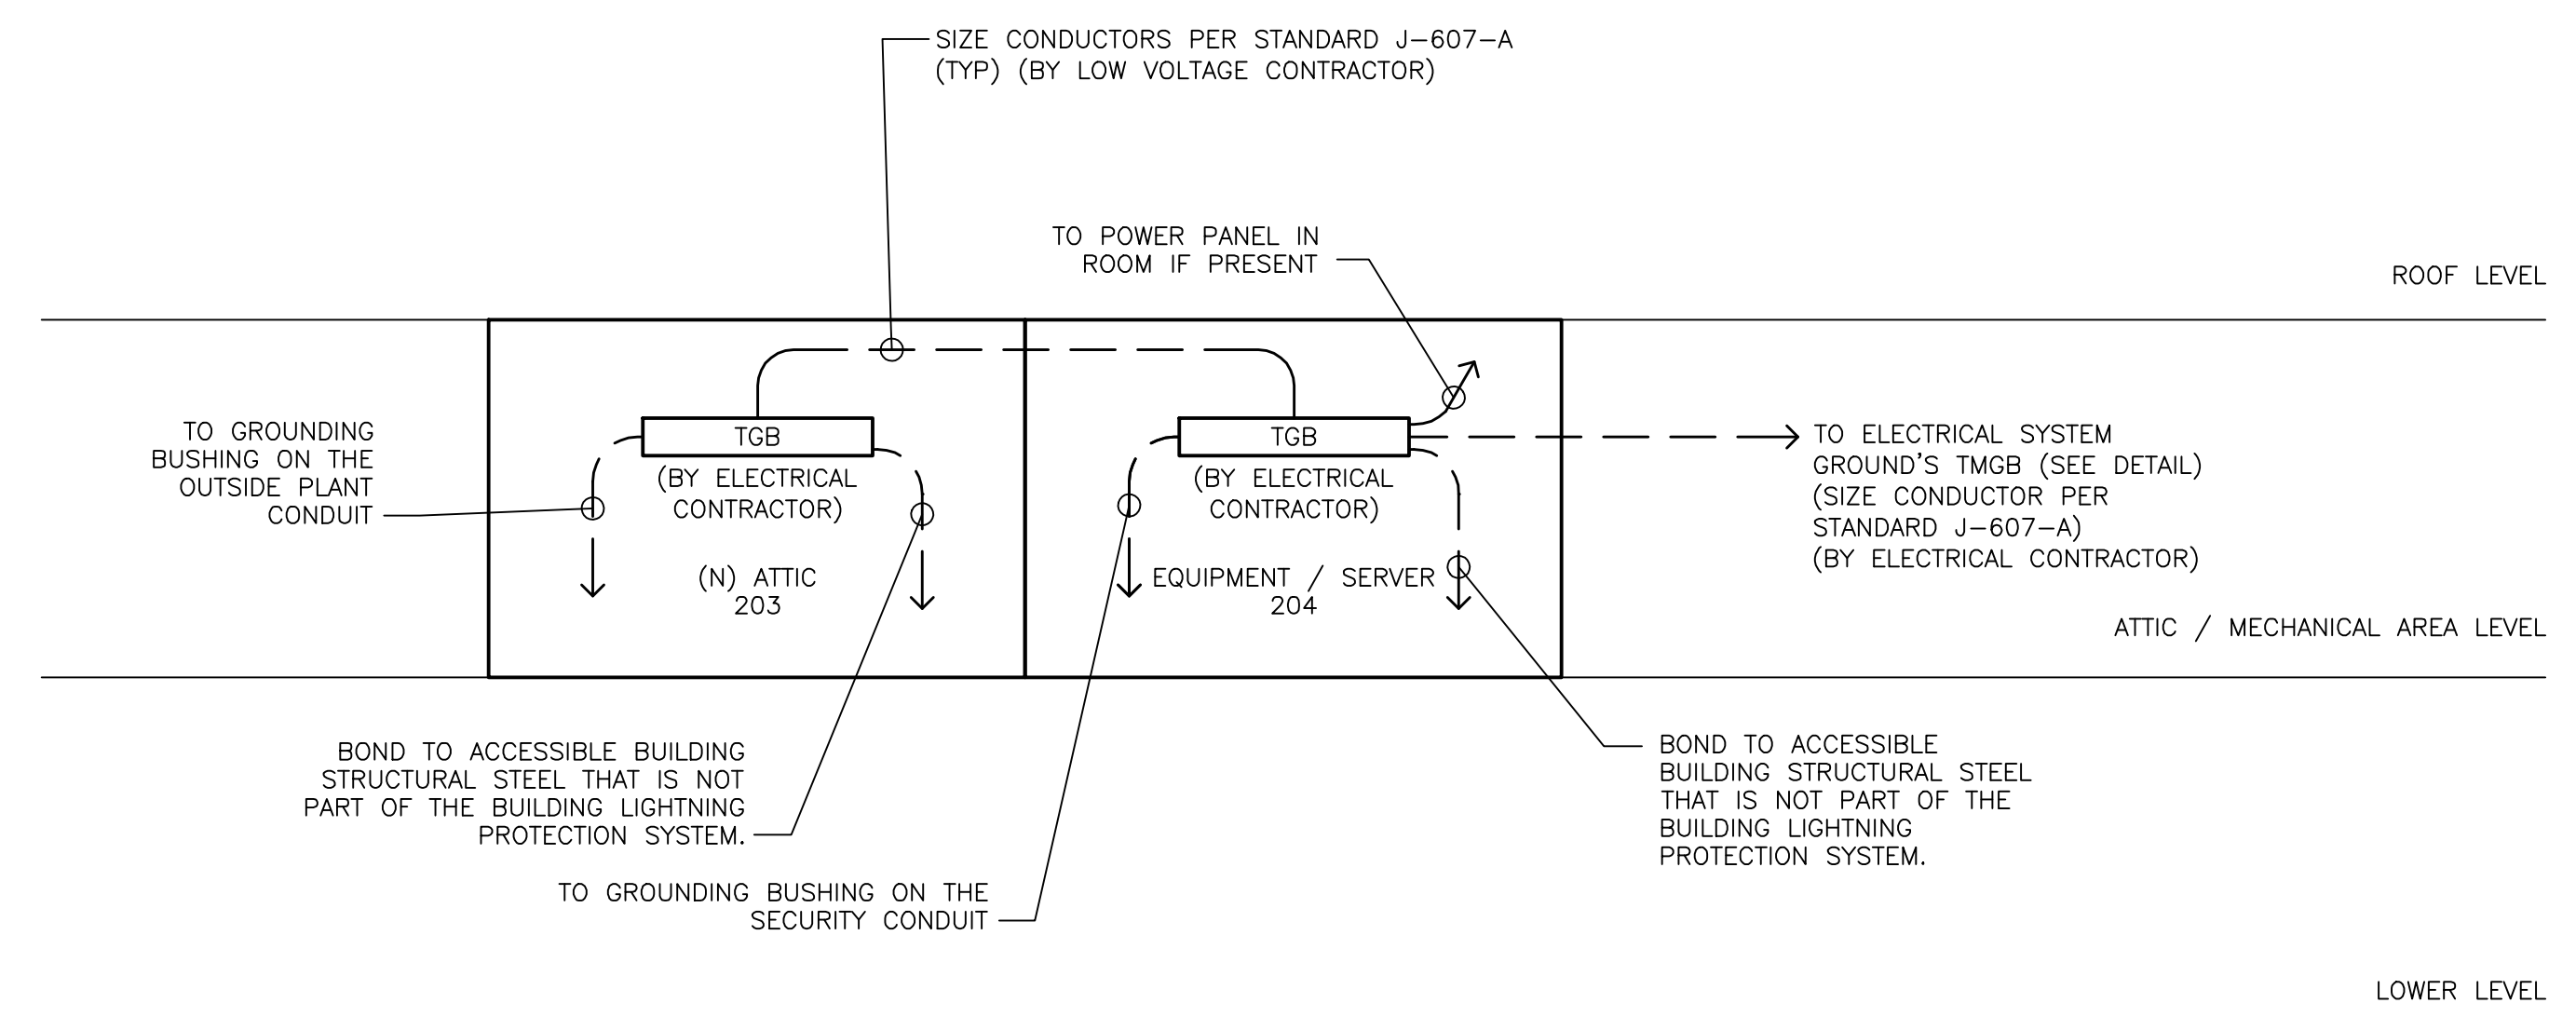 SIZE CONDUCTORS PER STANDARD J-607-A
(TYP) (BY LOW VOLTAGE CONTRACTOR)
TO POWER PANEL IN
ROOM IF PRESENT
ROOF LEVEL
TO GROUNDING
BUSHING ON THE
OUTSIDE PLANT
CONDUIT
TGB
(BY ELECTRICAL
CONTRACTOR)
(N) ATTIC
203
TGB
(BY ELECTRICAL
CONTRACTOR)
EQUIPMENT / SERVER
204
TO ELECTRICAL SYSTEM
GROUND'S TMGB (SEE DETAIL)
(SIZE CONDUCTOR PER
STANDARD J-607-A)
(BY ELECTRICAL CONTRACTOR)
ATTIC / MECHANICAL AREA LEVEL
BOND TO ACCESSIBLE BUILDING
STRUCTURAL STEEL THAT IS NOT
PART OF THE BUILDING LIGHTNING
PROTECTION SYSTEM.
BOND TO ACCESSIBLE
BUILDING STRUCTURAL STEEL
THAT IS NOT PART OF THE
BUILDING LIGHTNING
PROTECTION SYSTEM.
TO GROUNDING BUSHING ON THE
SECURITY CONDUIT
LOWER LEVEL